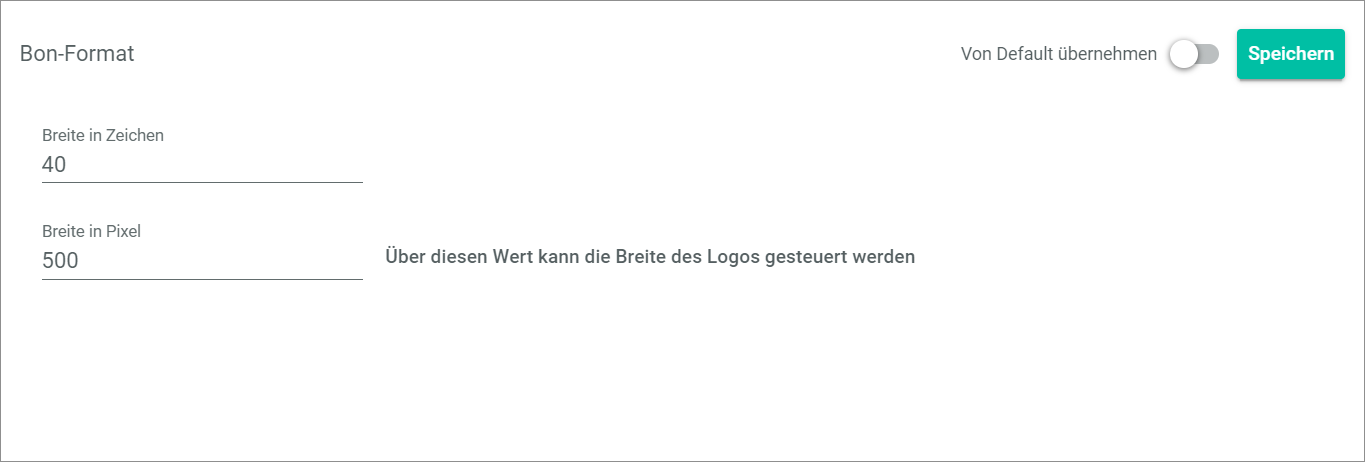 Bon-Format
Von Default übernehmen
Speichern
Breite in Zeichen
40
Breite in Pixel
500
Über diesen Wert kann die Breite des Logos gesteuert werden